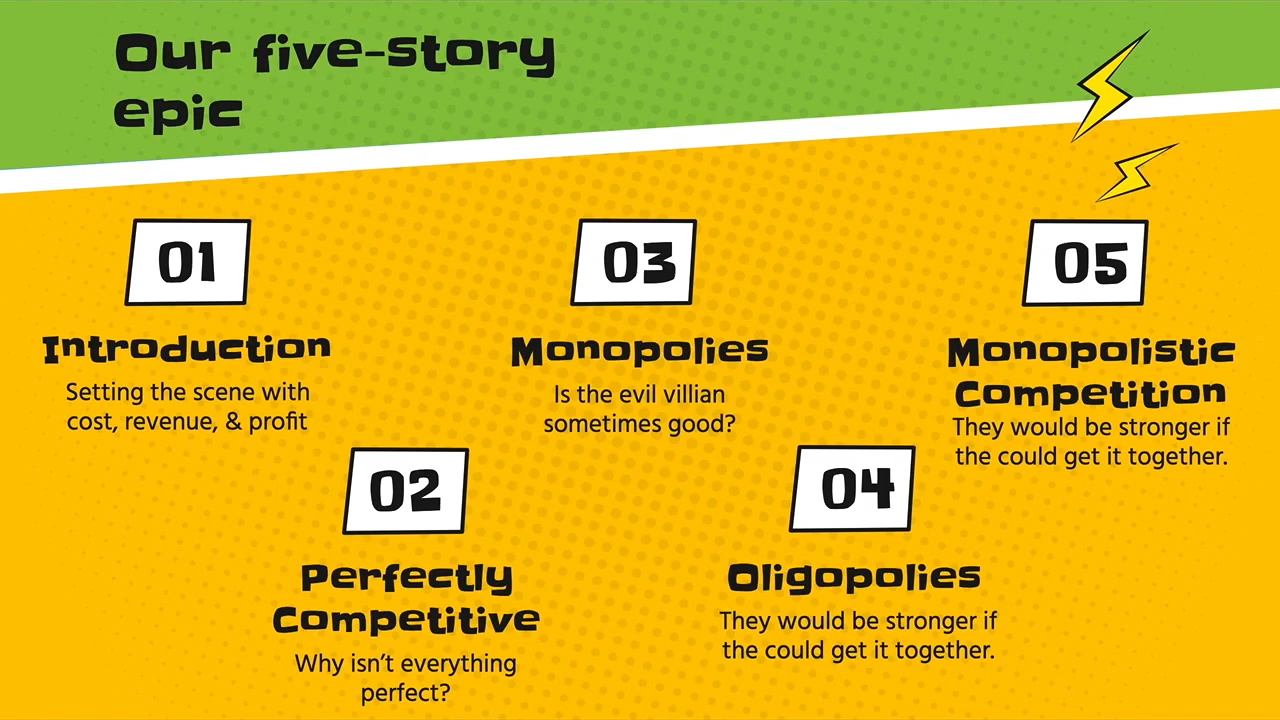 Our five-story
epic
01
Introduction
Setting the scene with
cost, revenue, & profit
02
Perfectly
Competitive
Why isn’t everything
perfect?
03
Monopolies
Is the evil villian
sometimes good?
04
Oligopolies
They would be stronger if
the could get it together.
05
Monopolistic
Competition
They would be stronger if
the could get it together.